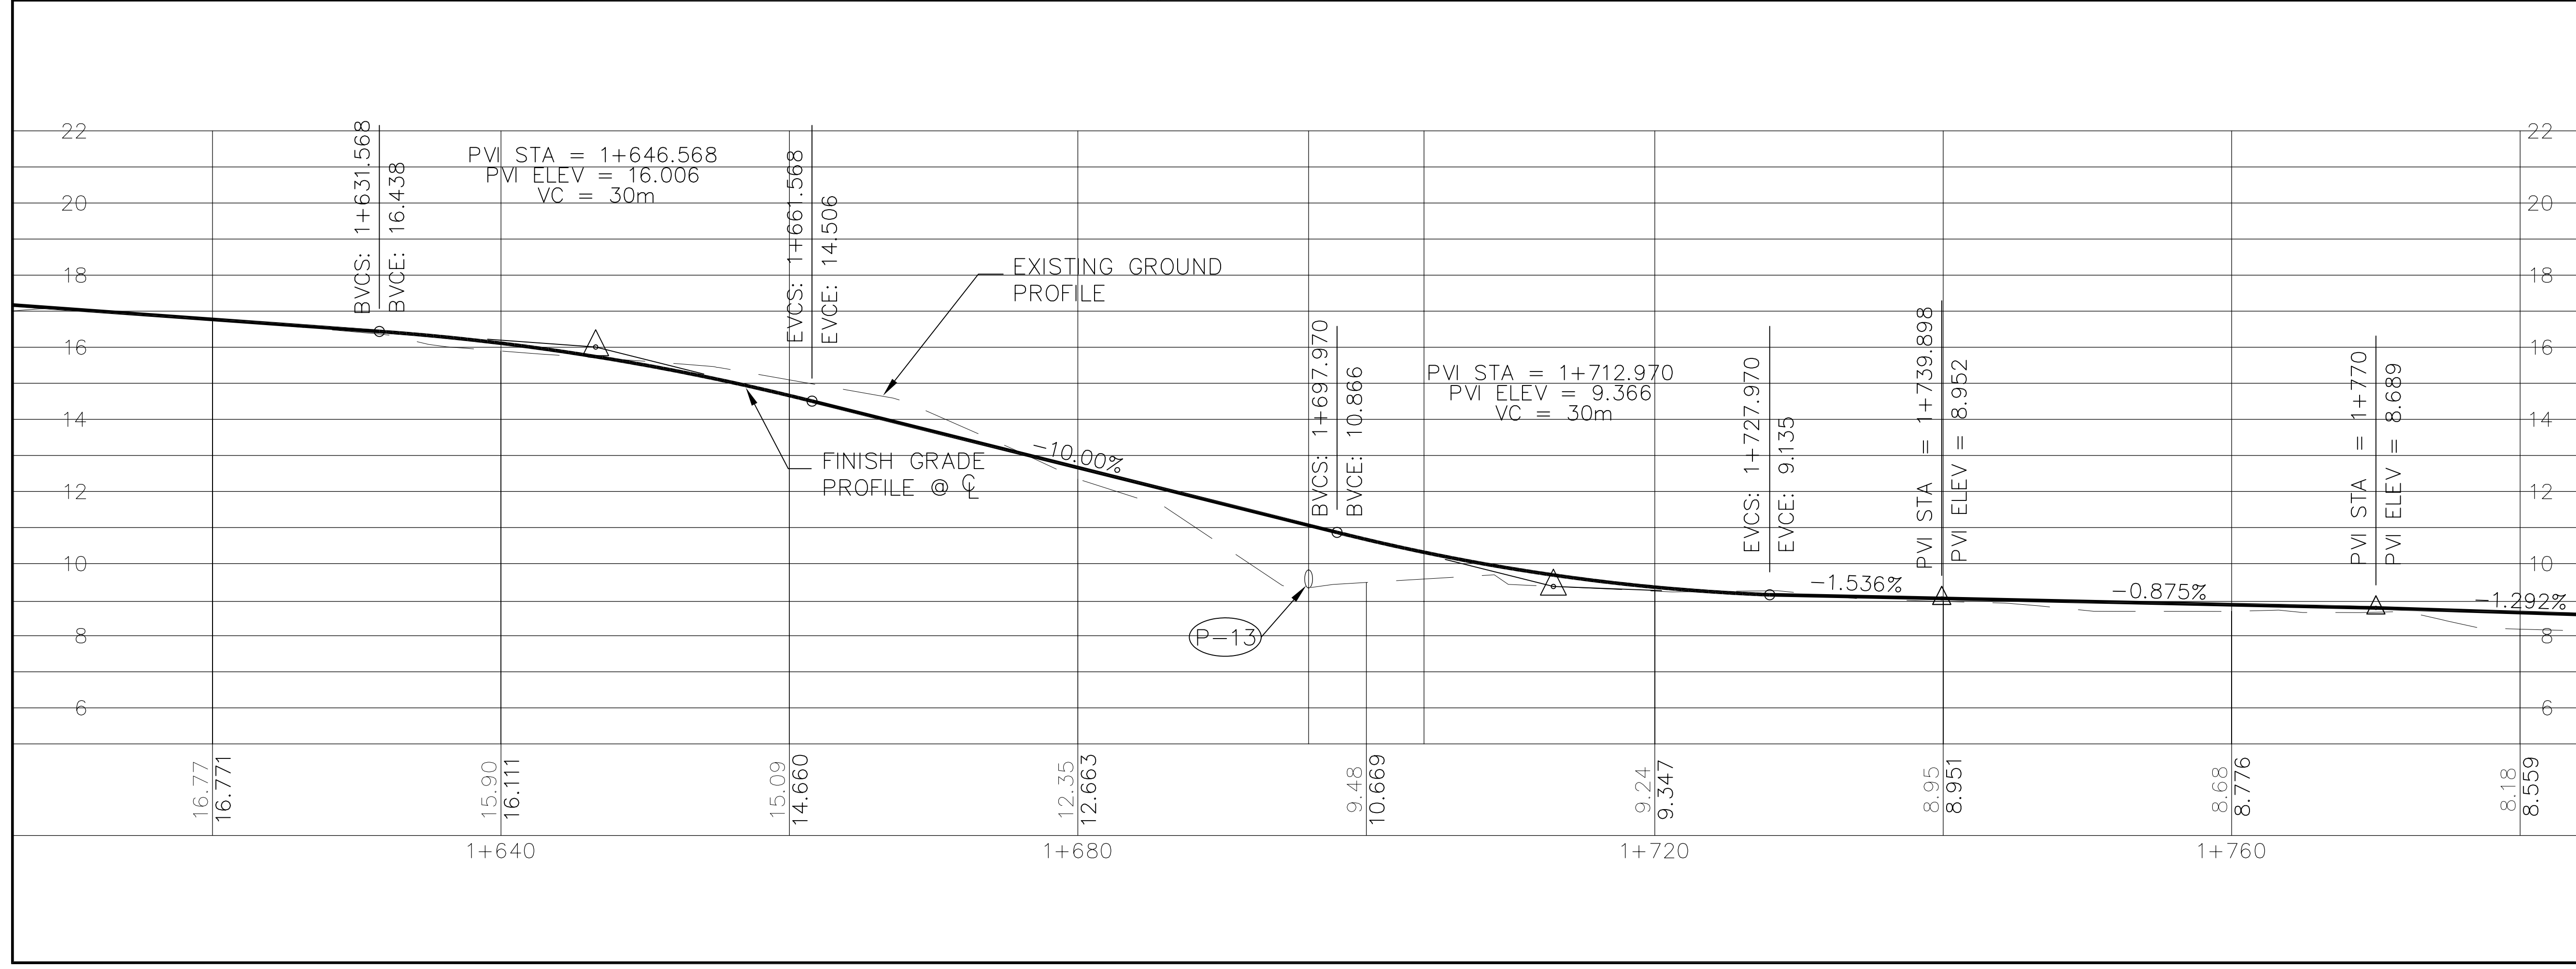 22
20
18
16
14
12
10
8
6
BVCS: 1+631.568
BVCE: 16.438
PVI STA = 1+646.568
PVI ELEV = 16.006
VC = 30m
EVCS: 1+661.568
EVCE: 14.506
EXISTING GROUND
PROFILE
FINISH GRADE
PROFILE @ ℄
-10.00%
BVCS: 1+697.970
BVCE: 10.866
PVI STA = 1+712.970
PVI ELEV = 9.366
VC = 30m
P-13
EVCS: 1+727.970
EVCE: 9.135
-1.536%
PVI STA = 1+739.898
PVI ELEV = 8.952
-0.875%
PVI STA = 1+770
PVI ELEV = 8.689
-1.292%
22
20
18
16
14
12
10
8
6
16.77
16.771
15.90
16.111
15.09
14.660
12.35
12.663
9.48
10.669
9.24
9.347
8.95
8.951
8.68
8.776
8.18
8.559
1+640
1+680
1+720
1+760